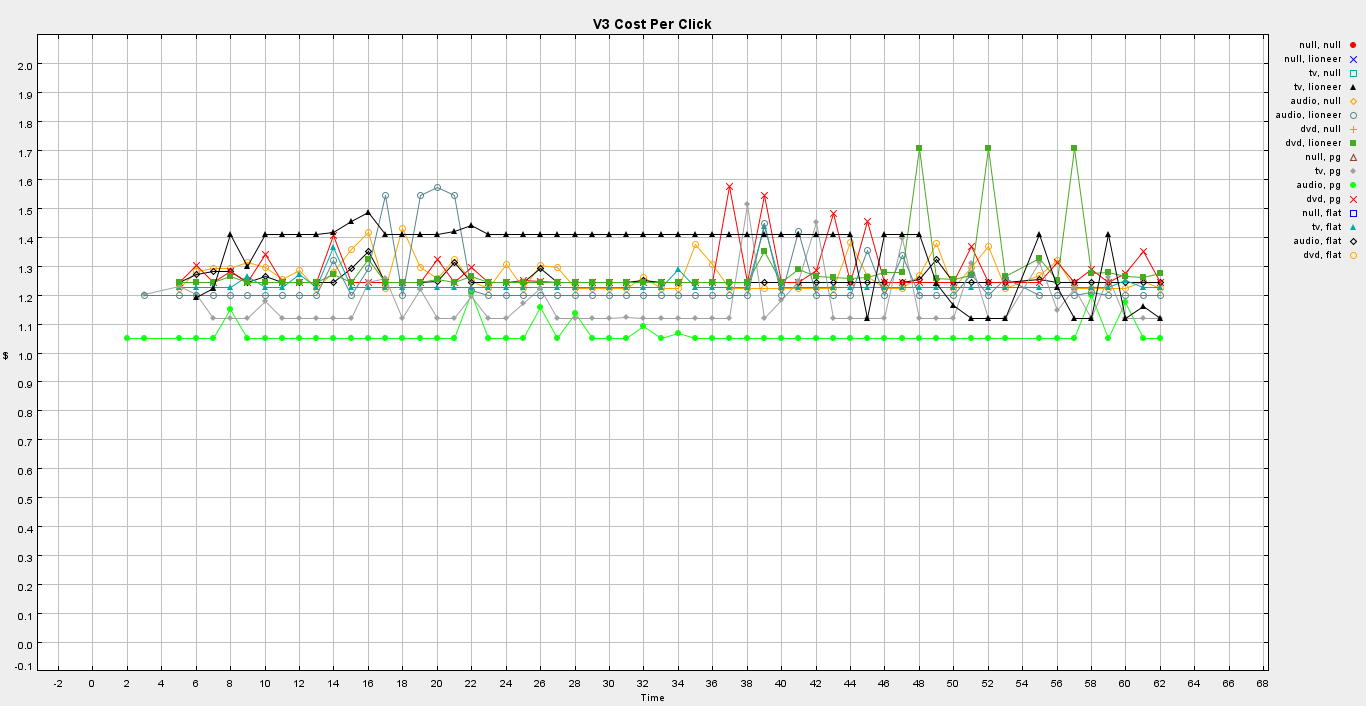 V3 Cost Per Click
null, null
null, lioneer
tv, null
tv, lioneer
audio, null
audio, lioneer
dvd, null
dvd, lioneer
null, pg
tv, pg
audio, pg
dvd, pg
null, flat
tv, flat
audio, flat
dvd, flat
2.0
1.9
1.8
1.7
1.6
1.5
1.4
1.3
1.2
1.1
1.0
$
0.9
0.8
0.7
0.6
0.5
0.4
0.3
0.2
0.1
0.0
-0.1
-2 0 2 4 6 8 10 12 14 16 18 20 22 24 26 28 30 32 34 36 38 40 42 44 46 48 50 52 54 56 58 60 62 64 66 68
Time